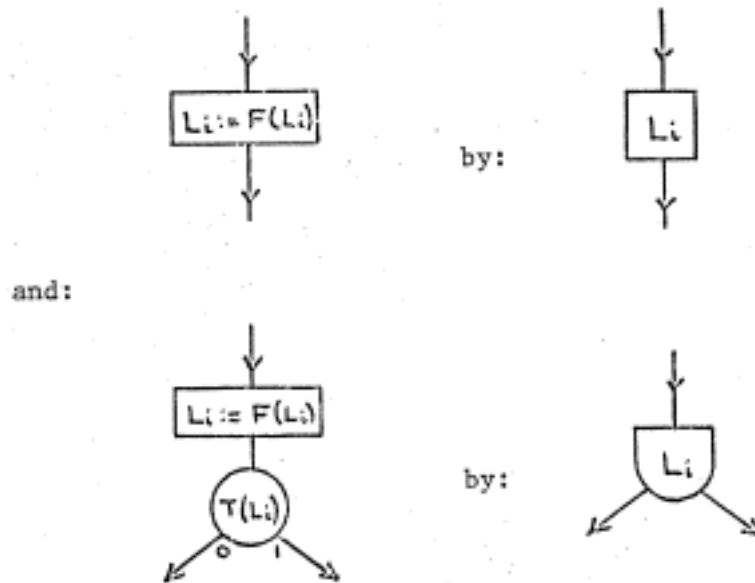 Li := F(Li)
by:
Li
and:
Li := F(Li)
T(Li)
0 1
by:
Li